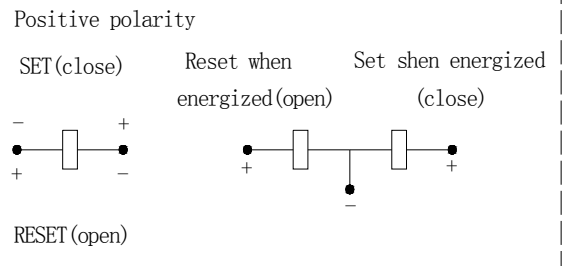 Positive polarity
SET(close)
Reset when
energized(open)
Set shen energized
(close)
− +
+ −
+ − +
RESET(open)